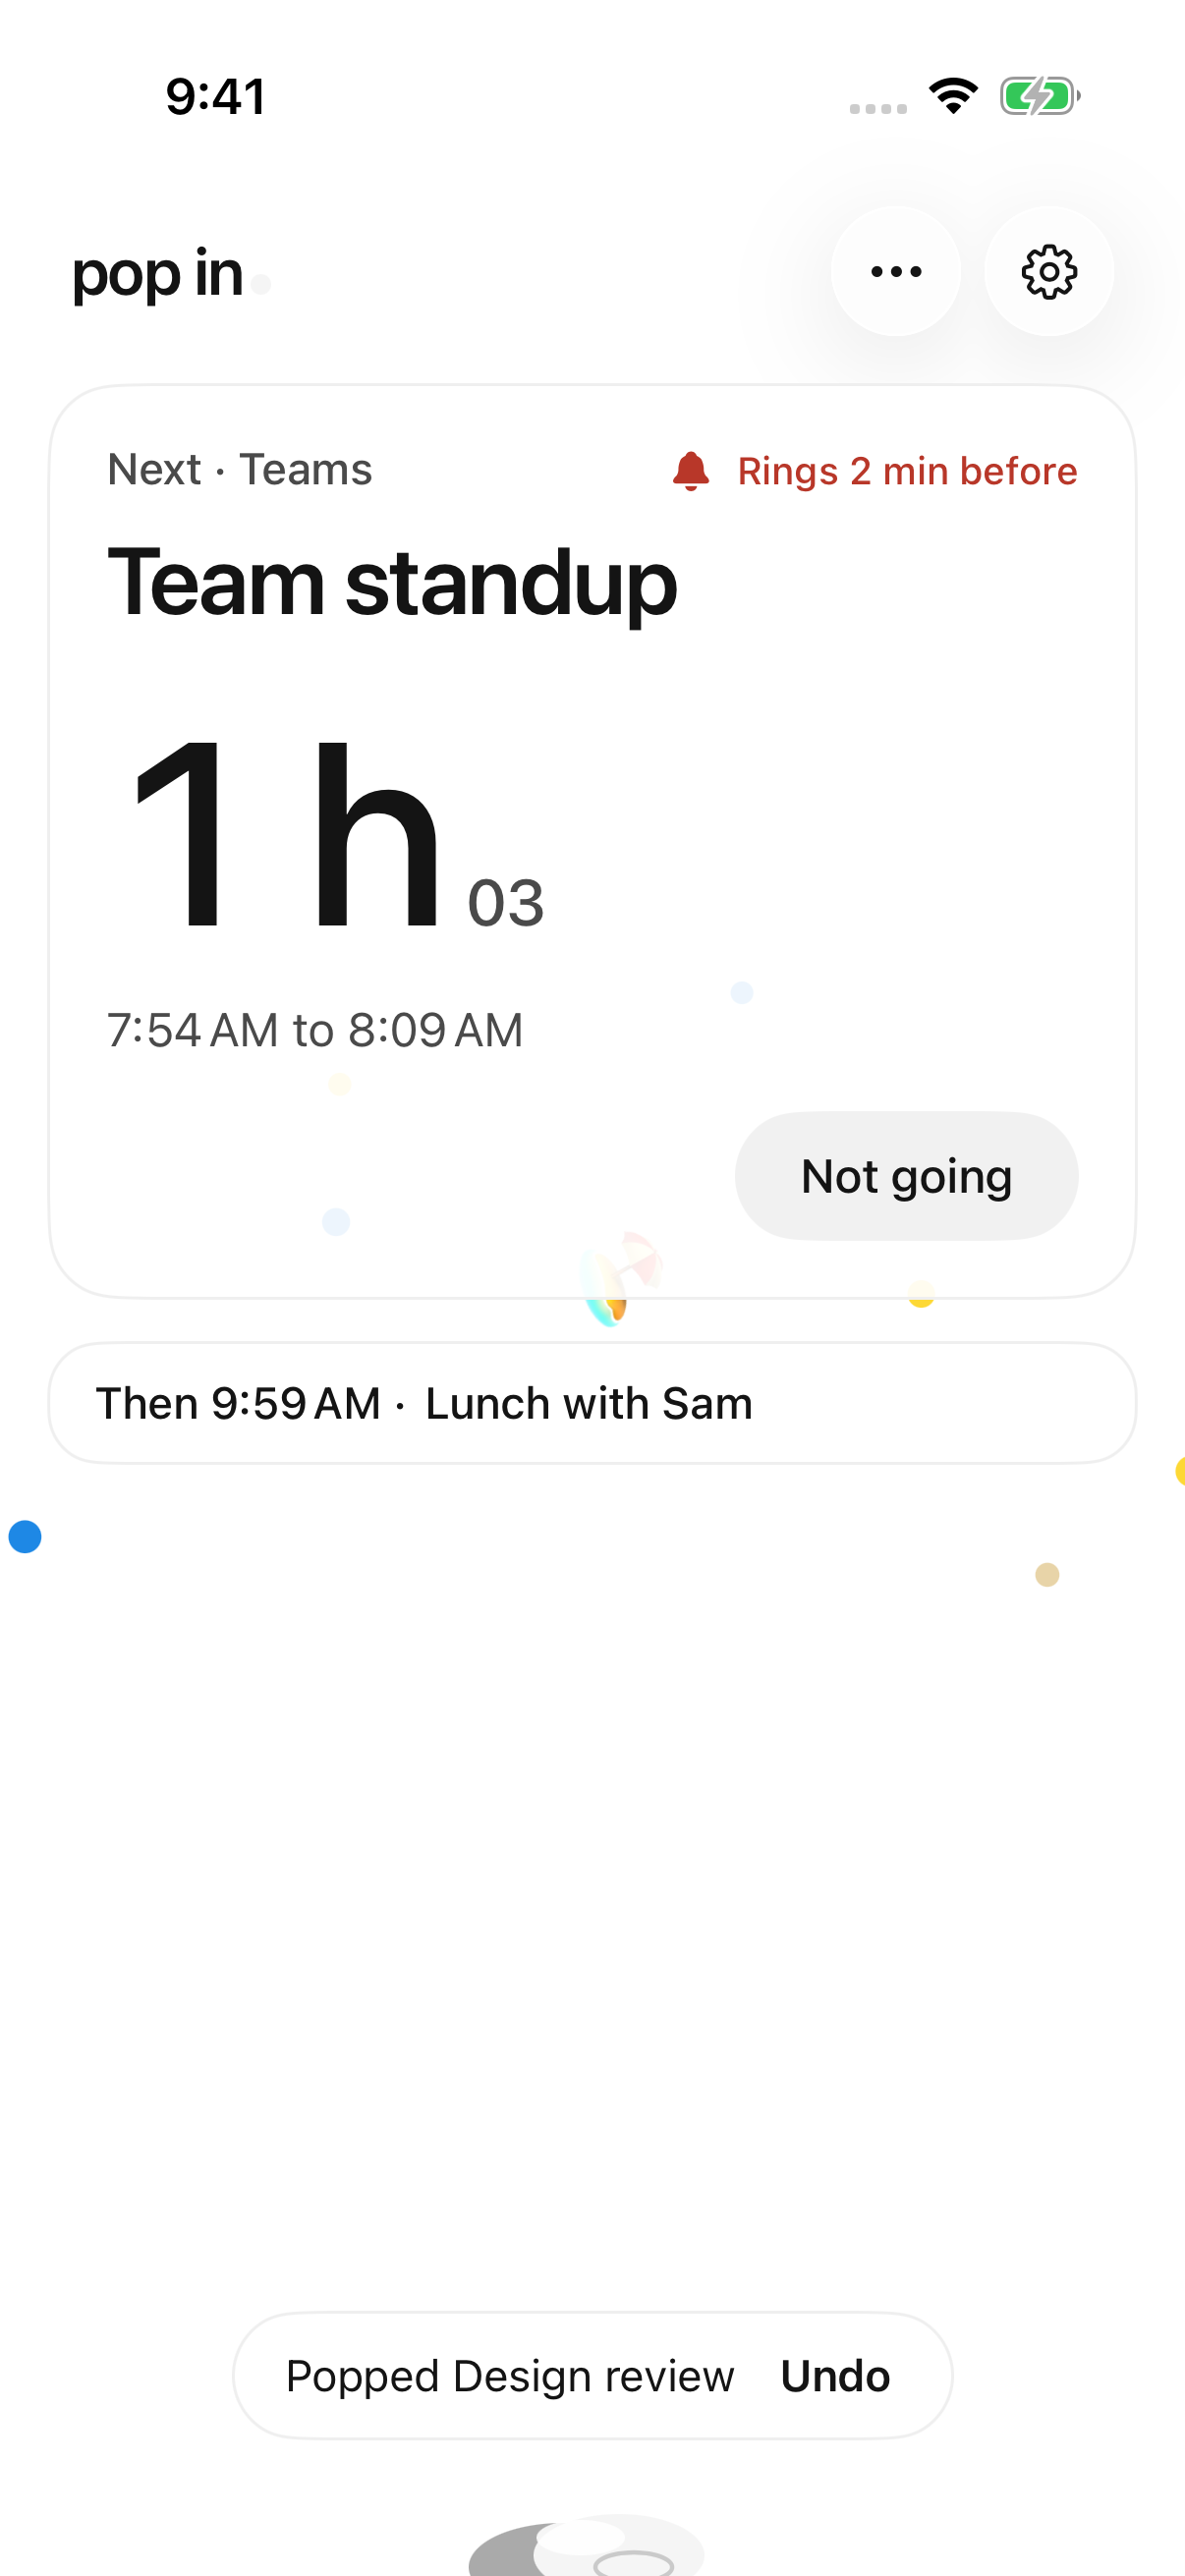 9:41
pop in
Next · Teams
Rings 2 min before
Team standup
1 h 03
7:54 AM to 8:09 AM
Not going
Then 9:59 AM · Lunch with Sam
Popped Design review Undo